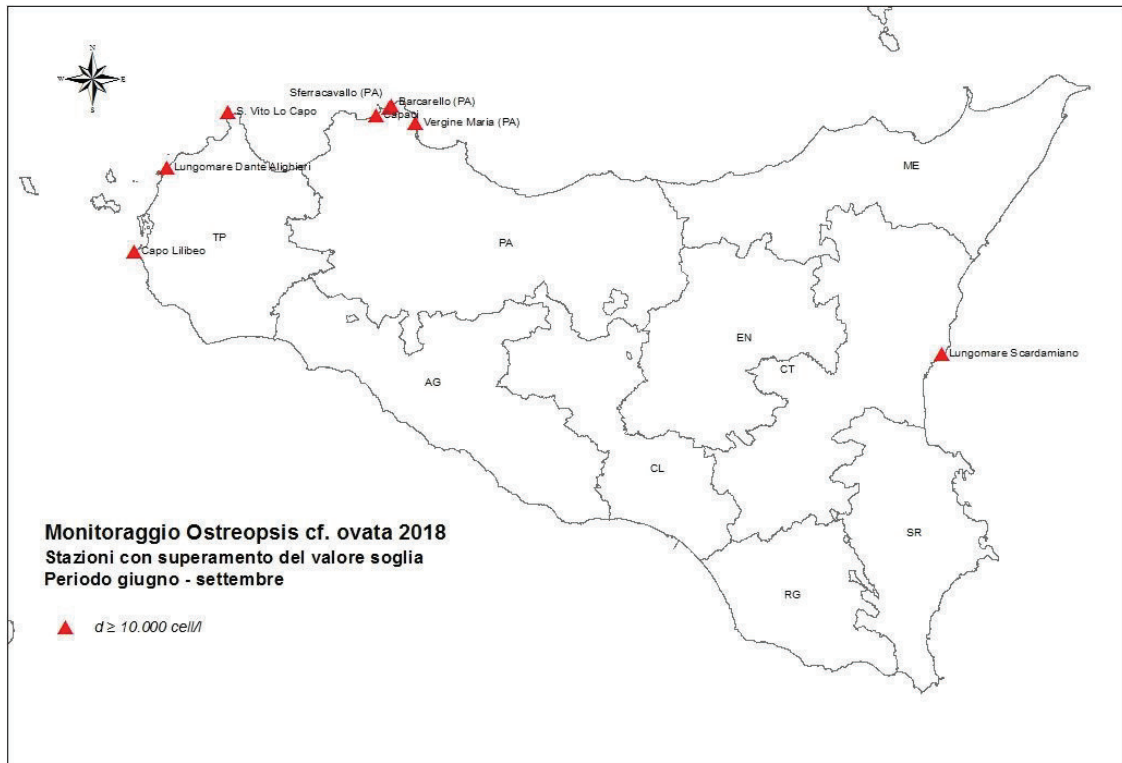 N
W E
S
Sferracavallo (PA)
Barcarello (PA)
S. Vito Lo Capo
Capaci
Vergine Maria (PA)
Lungomare Dante Alighieri
ME
TP
PA
Capo Lilibeo
EN
Lungomare Scardamiano
CT
AG
CL
Monitoraggio Ostreopsis cf. ovata 2018
Stazioni con superamento del valore soglia
Periodo giugno - settembre
SR
RG
d ≥ 10.000 cell/l